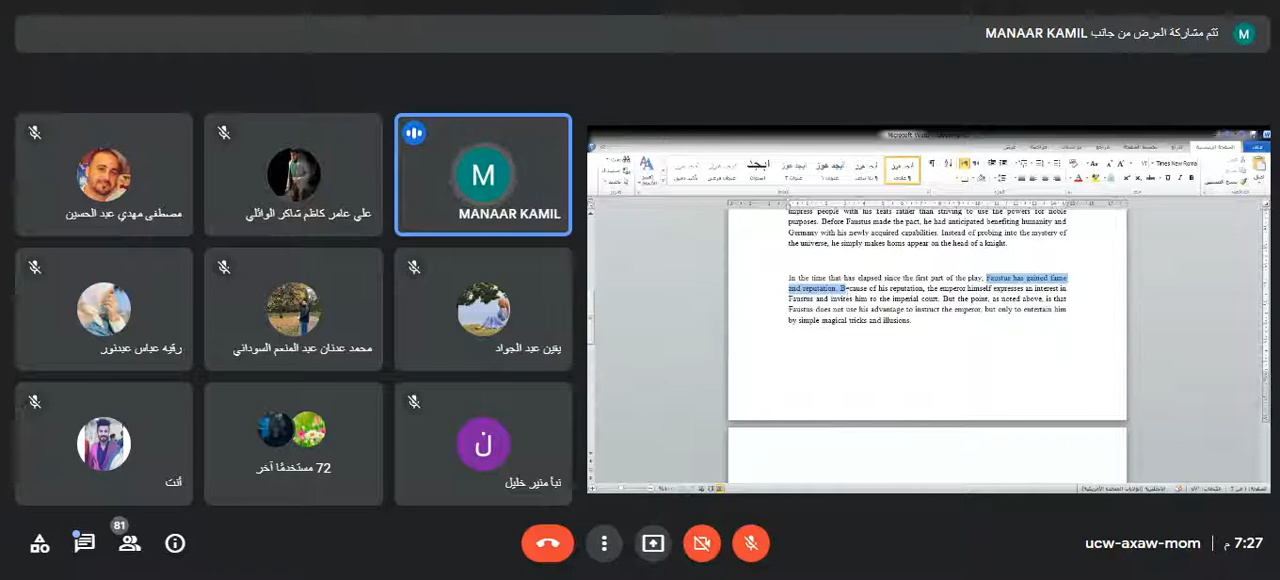 تتم مشاركة العرض من جانب MANAAR KAMIL
M
مصطفى مهدي عبد الحسين
علي عامر كاظم شاكر الوائلي
M
MANAAR KAMIL
رقيه عباس عبدنور
محمد عدنان عبد المنعم السوداني
يقين عبد الجواد
أنت
72 مستخدمًا آخر
ن
نبأ منير خليل
Microsoft Word
Times New Roma
impress people with his feats rather than striving to use the powers for noble
purposes. Before Faustus made the pact, he had anticipated benefiting humanity and
Germany with his newly acquired capabilities. Instead of probing into the mystery of
the universe, he simply makes horns appear on the head of a knight.
In the time that has elapsed since the first part of the play, Faustus has gained fame
and reputation. Because of his reputation, the emperor himself expresses an interest in
Faustus and invites him to the imperial court. But the point, as noted above, is that
Faustus does not use his advantage to instruct the emperor, but only to entertain him
by simple magical tricks and illusions.
81
ucw-axaw-mom
7:27 م